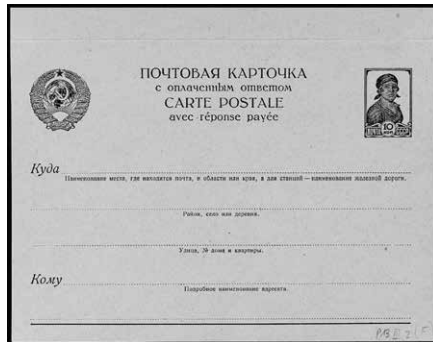 ПОЧТОВАЯ КАРТОЧКА
с оплаченным ответом
CARTE POSTALE
avec réponse payée
10
Куда
Наименование места, где находится почта, и области или края, а для станций — наименование железной дороги.
Район, село или деревня.
Улица, № дома и квартиры.
Кому
Подробное наименование адресата.